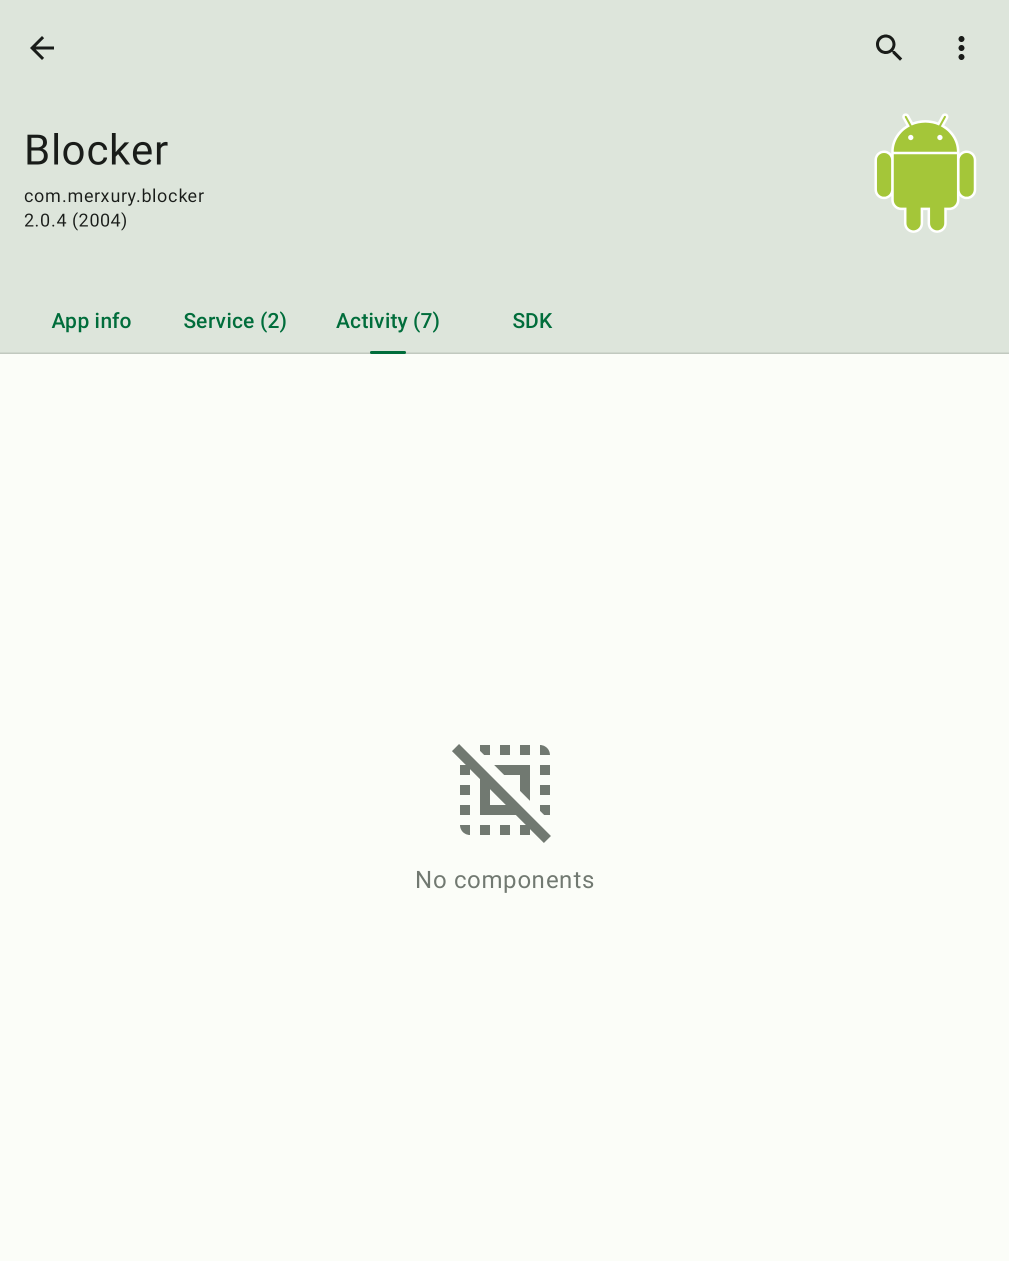 Blocker
com.merxury.blocker
2.0.4 (2004)
App info
Service (2)
Activity (7)
SDK
No components